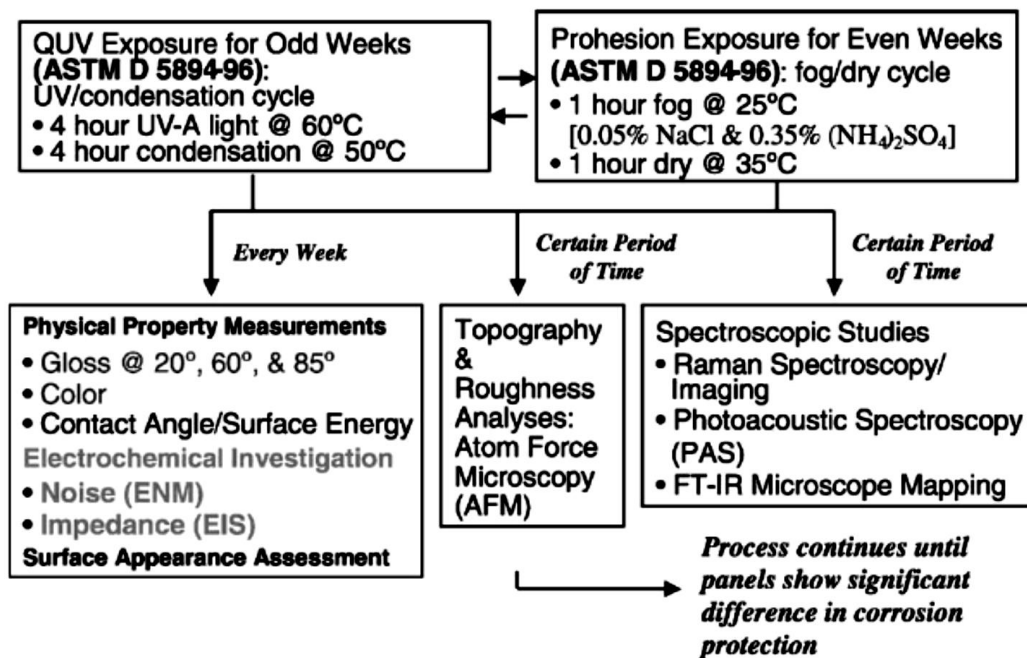 QUV Exposure for Odd Weeks
(ASTM D 5894-96):
UV/condensation cycle
• 4 hour UV-A light @ 60ºC
• 4 hour condensation @ 50ºC
Prohesion Exposure for Even Weeks
(ASTM D 5894-96): fog/dry cycle
• 1 hour fog @ 25ºC
[0.05% NaCl & 0.35% (NH₄)₂SO₄]
• 1 hour dry @ 35ºC
Every Week
Certain Period
of Time
Certain Period
of Time
Physical Property Measurements
• Gloss @ 20º, 60º, & 85º
• Color
• Contact Angle/Surface Energy
Electrochemical Investigation
• Noise (ENM)
• Impedance (EIS)
Surface Appearance Assessment
Topography
&
Roughness
Analyses:
Atom Force
Microscopy
(AFM)
Spectroscopic Studies
• Raman Spectroscopy/
Imaging
• Photoacoustic Spectroscopy
(PAS)
• FT-IR Microscope Mapping
Process continues until
panels show significant
difference in corrosion
protection